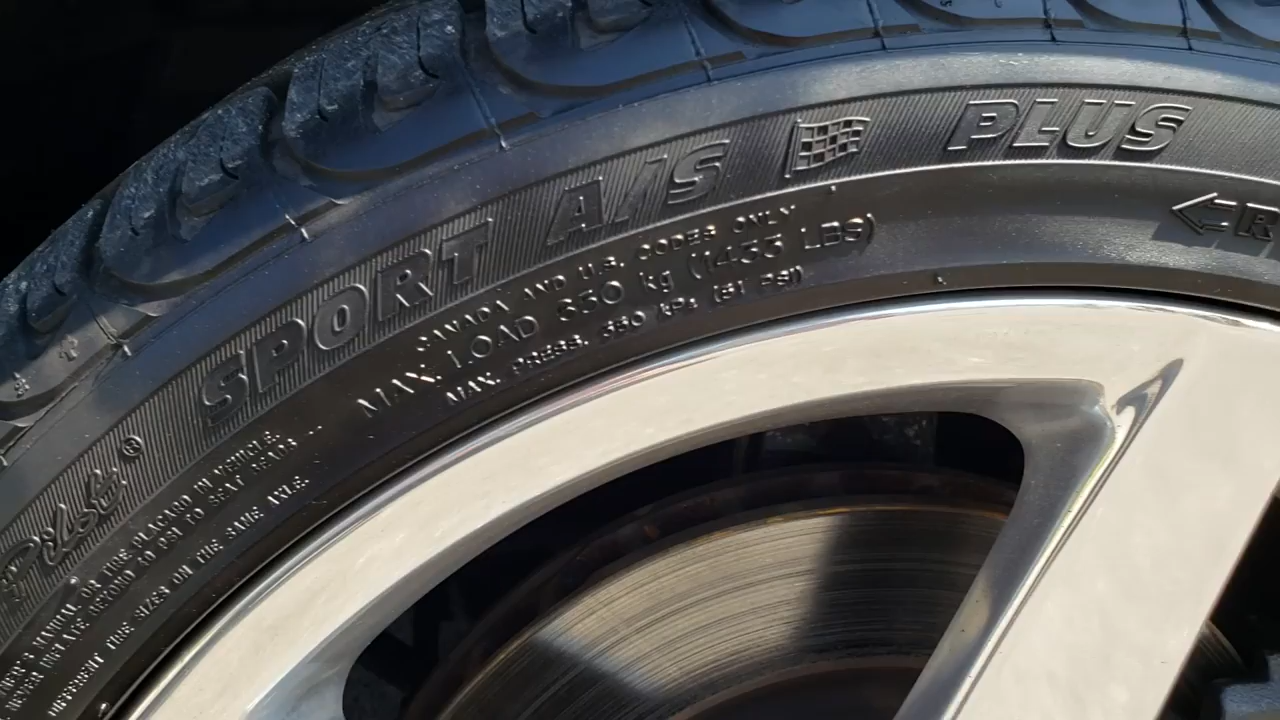 Pilot® SPORT A/S PLUS
CANADA AND U.S. CODES ONLY
MAX. LOAD 650 kg (1433 LBS)
MAX. PRESS. 350 kPa (51 PSI)
MANUAL OR TIRE PLACARD IN VEHICLE.
NEVER INFLATE BEYOND 40 PSI TO SEAT BEADS
DIFFERENT TIRE SIZES ON THE SAME AXLE.